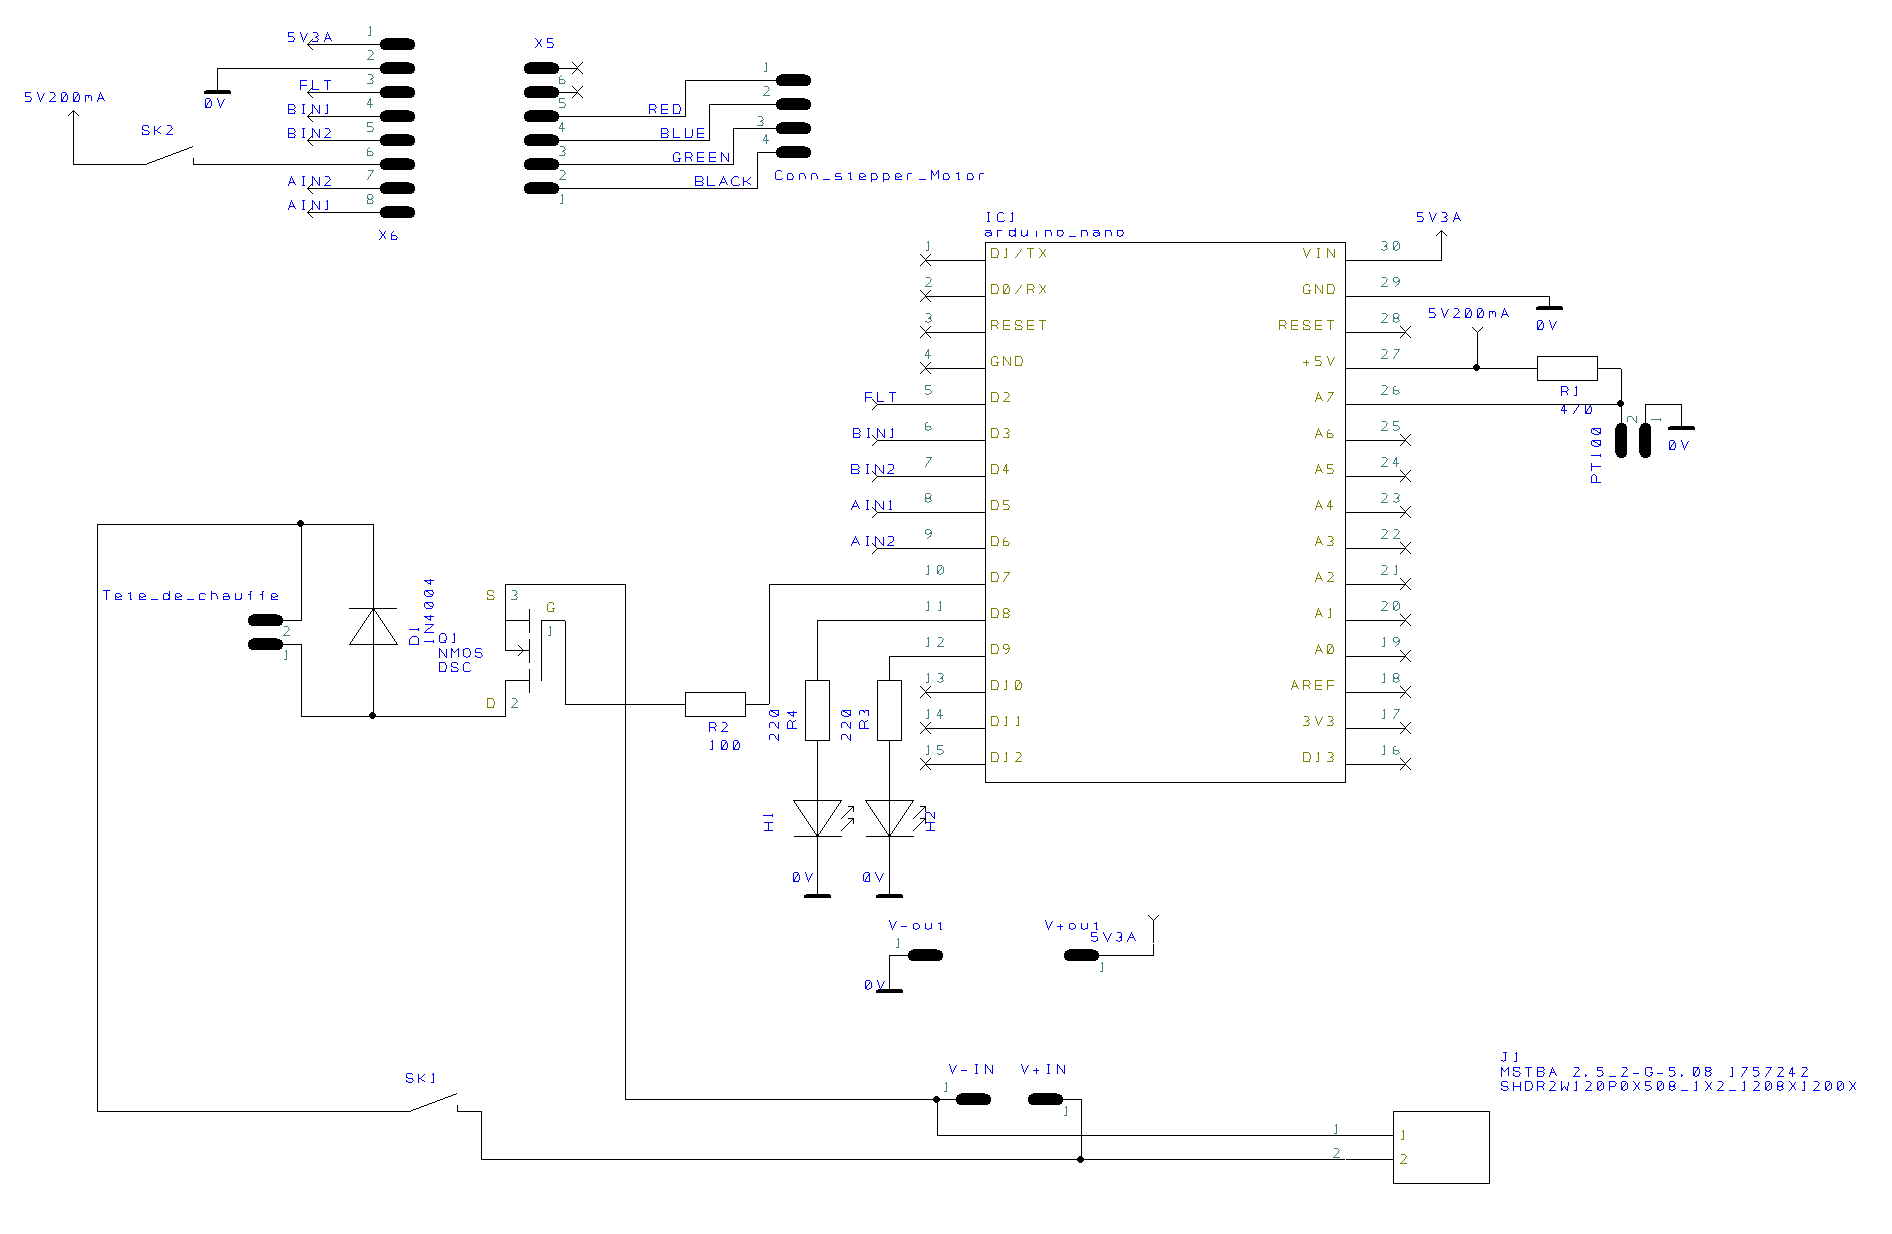 5V3A
1
2
FLT
3
BIN1
4
BIN2
5
6
AIN2
7
AIN1
8
X6
0V
5V200mA
SK2
X5
6
5
4
3
2
1
RED
BLUE
GREEN
BLACK
1
2
3
4
Conn_stepper_Motor
IC1
arduino_nano
1 D1/TX
2 D0/RX
3 RESET
4 GND
FLT 5 D2
BIN1 6 D3
BIN2 7 D4
AIN1 8 D5
AIN2 9 D6
10 D7
11 D8
12 D9
13 D10
14 D11
15 D12
VIN 30
GND 29
RESET 28
+5V 27
A7 26
A6 25
A5 24
A4 23
A3 22
A2 21
A1 20
A0 19
AREF 18
3V3 17
D13 16
5V3A
0V
5V200mA
R1
470
PT100
2
1
0V
Tete_de_chauffe
2
1
D1
1N4004
Q1
NMOS
DSC
S 3
G
1
D 2
R2
100
220
R4
220
R3
H1
H2
0V
0V
V-out
1
0V
V+out
5V3A
1
SK1
V-IN
1
V+IN
1
J1
MSTBA 2,5_2-G-5,08 1757242
SHDR2W120P0X508_1X2_1208X1200X
1 1
2 2